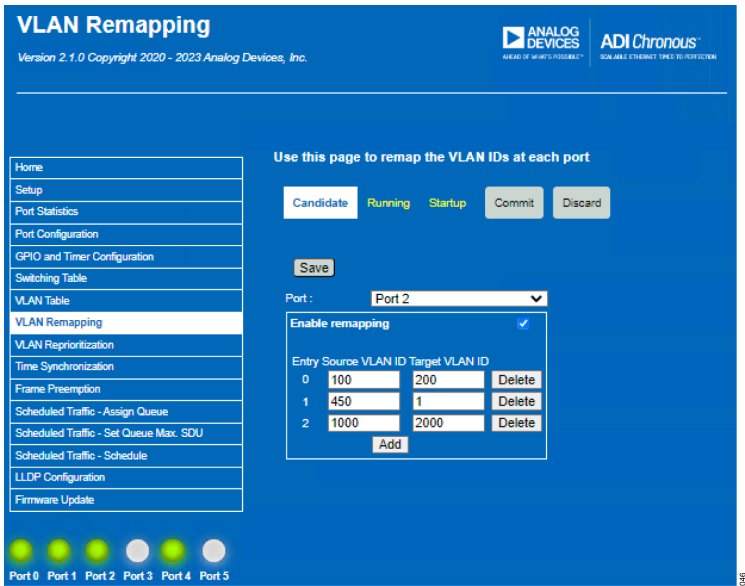 VLAN Remapping
Version 2.1.0 Copyright 2020 - 2023 Analog Devices, Inc.
ANALOG
DEVICES
AHEAD OF WHAT'S POSSIBLE™
ADI Chronous™
SCALABLE ETHERNET TIMED TO PERFECTION
Home
Setup
Port Statistics
Port Configuration
GPIO and Timer Configuration
Switching Table
VLAN Table
VLAN Remapping
VLAN Reprioritization
Time Synchronization
Frame Preemption
Scheduled Traffic - Assign Queue
Scheduled Traffic - Set Queue Max. SDU
Scheduled Traffic - Schedule
LLDP Configuration
Firmware Update
Port 0 Port 1 Port 2 Port 3 Port 4 Port 5
Use this page to remap the VLAN IDs at each port
Candidate Running Startup Commit Discard
Save
Port : Port 2
Enable remapping
Entry Source VLAN ID Target VLAN ID
0 100 200 Delete
1 450 1 Delete
2 1000 2000 Delete
Add
046